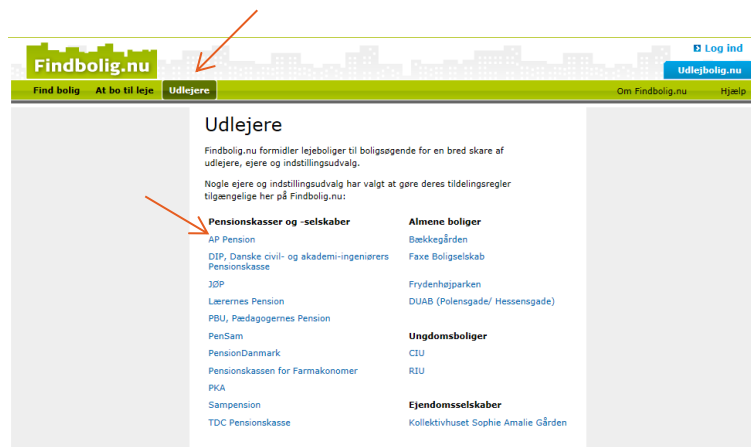 Log ind
Findbolig.nu
Udlejbolig.nu
Find bolig At bo til leje Udlejere Om Findbolig.nu Hjælp
Udlejere
Findbolig.nu formidler lejeboliger til boligsøgende for en bred skare af
udlejere, ejere og indstillingsudvalg.
Nogle ejere og indstillingsudvalg har valgt at gøre deres tildelingsregler
tilgængelige her på Findbolig.nu:
Pensionskasser og -selskaber
AP Pension
DIP, Danske civil- og akademi-ingeniørers
Pensionskasse
JØP
Lærernes Pension
PBU, Pædagogernes Pension
PenSam
PensionDanmark
Pensionskassen for Farmakonomer
PKA
Sampension
TDC Pensionskasse
Almene boliger
Bækkegården
Faxe Boligselskab
Frydenhøjparken
DUAB (Polensgade/ Hessensgade)
Ungdomsboliger
CIU
RIU
Ejendomsselskaber
Kollektivhuset Sophie Amalie Gården